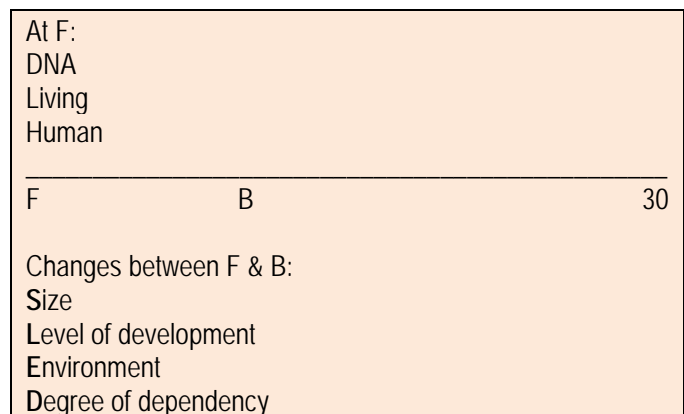 At F:
DNA
Living
Human
F B 30
Changes between F & B:
Size
Level of development
Environment
Degree of dependency